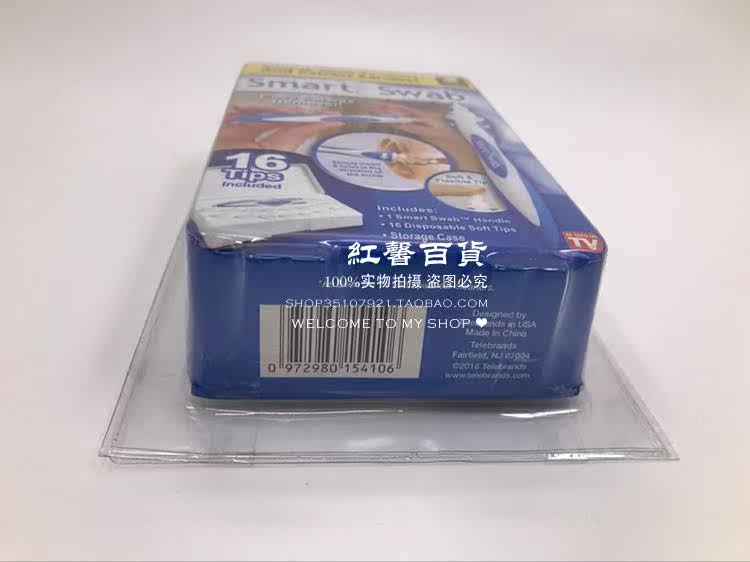 Smart Swab
16
Tips
Included
Soft &
Flexible Tip
Includes:
• 1 Smart Swab™ Handle
• 16 Disposable Soft Tips
• Storage Case
TV
紅馨百貨
100%实物拍摄 盗图必究
SHOP35107921.TAOBAO.COM
WELCOME TO MY SHOP ❤
0 972980 154106
Designed by
Telebrands in USA
Made In China
Telebrands
Fairfield, NJ 07004
©2016 Telebrands
www.telebrands.com